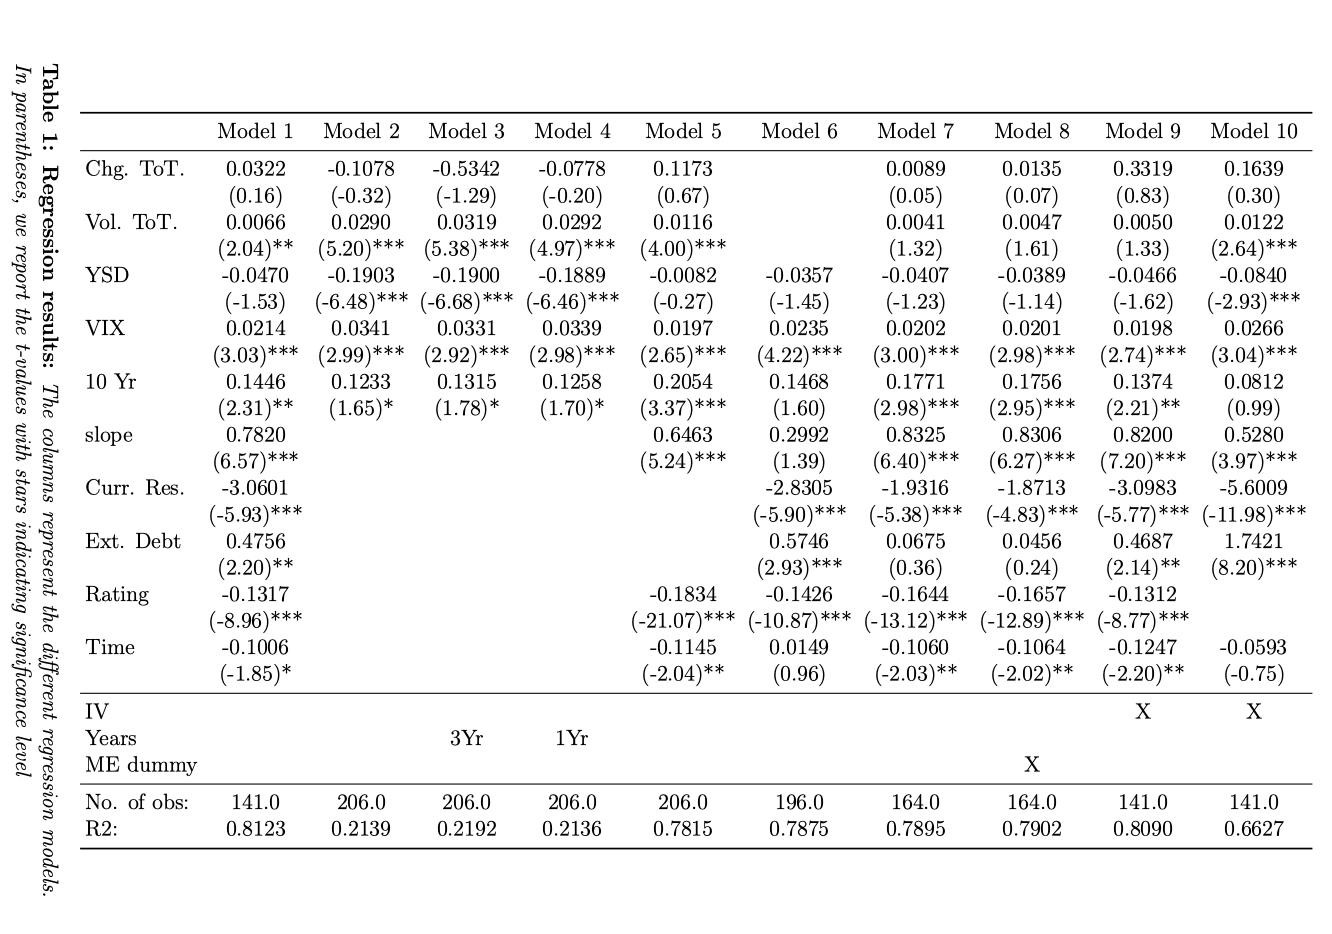 Table 1: Regression results: The columns represent the different regression models.
In parentheses, we report the t-values with stars indicating significance level
Model 1 Model 2 Model 3 Model 4 Model 5 Model 6 Model 7 Model 8 Model 9 Model 10
Chg. ToT. 0.0322 -0.1078 -0.5342 -0.0778 0.1173 0.0089 0.0135 0.3319 0.1639
(0.16) (-0.32) (-1.29) (-0.20) (0.67) (0.05) (0.07) (0.83) (0.30)
Vol. ToT. 0.0066 0.0290 0.0319 0.0292 0.0116 0.0041 0.0047 0.0050 0.0122
(2.04)** (5.20)*** (5.38)*** (4.97)*** (4.00)*** (1.32) (1.61) (1.33) (2.64)***
YSD -0.0470 -0.1903 -0.1900 -0.1889 -0.0082 -0.0357 -0.0407 -0.0389 -0.0466 -0.0840
(-1.53) (-6.48)*** (-6.68)*** (-6.46)*** (-0.27) (-1.45) (-1.23) (-1.14) (-1.62) (-2.93)***
VIX 0.0214 0.0341 0.0331 0.0339 0.0197 0.0235 0.0202 0.0201 0.0198 0.0266
(3.03)*** (2.99)*** (2.92)*** (2.98)*** (2.65)*** (4.22)*** (3.00)*** (2.98)*** (2.74)*** (3.04)***
10 Yr 0.1446 0.1233 0.1315 0.1258 0.2054 0.1468 0.1771 0.1756 0.1374 0.0812
(2.31)** (1.65)* (1.78)* (1.70)* (3.37)*** (1.60) (2.98)*** (2.95)*** (2.21)** (0.99)
slope 0.7820 0.6463 0.2992 0.8325 0.8306 0.8200 0.5280
(6.57)*** (5.24)*** (1.39) (6.40)*** (6.27)*** (7.20)*** (3.97)***
Curr. Res. -3.0601 -2.8305 -1.9316 -1.8713 -3.0983 -5.6009
(-5.93)*** (-5.90)*** (-5.38)*** (-4.83)*** (-5.77)*** (-11.98)***
Ext. Debt 0.4756 0.5746 0.0675 0.0456 0.4687 1.7421
(2.20)** (2.93)*** (0.36) (0.24) (2.14)** (8.20)***
Rating -0.1317 -0.1834 -0.1426 -0.1644 -0.1657 -0.1312
(-8.96)*** (-21.07)*** (-10.87)*** (-13.12)*** (-12.89)*** (-8.77)***
Time -0.1006 -0.1145 0.0149 -0.1060 -0.1064 -0.1247 -0.0593
(-1.85)* (-2.04)** (0.96) (-2.03)** (-2.02)** (-2.20)** (-0.75)
IV X X
Years 3Yr 1Yr
ME dummy X
No. of obs: 141.0 206.0 206.0 206.0 206.0 196.0 164.0 164.0 141.0 141.0
R2: 0.8123 0.2139 0.2192 0.2136 0.7815 0.7875 0.7895 0.7902 0.8090 0.6627